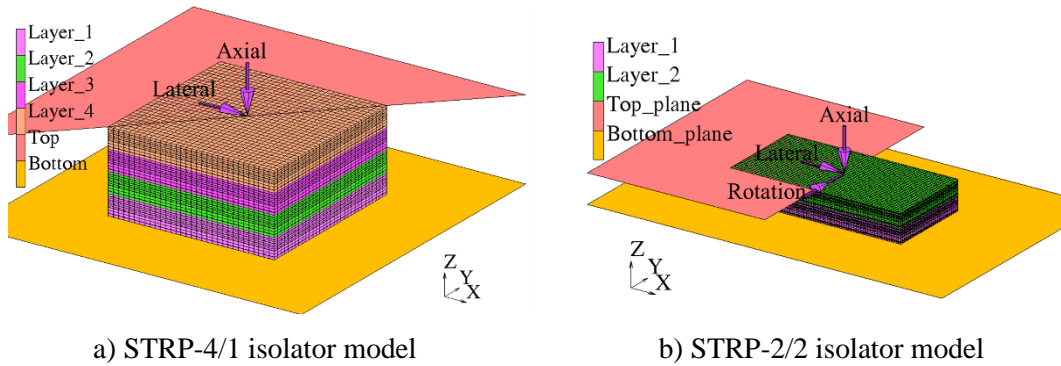 Layer_1
Layer_2
Layer_3
Layer_4
Top
Bottom
Axial
Lateral
Z
Y
X
a) STRP-4/1 isolator model
Layer_1
Layer_2
Top_plane
Bottom_plane
Axial
Lateral
Rotation
Z
Y
X
b) STRP-2/2 isolator model